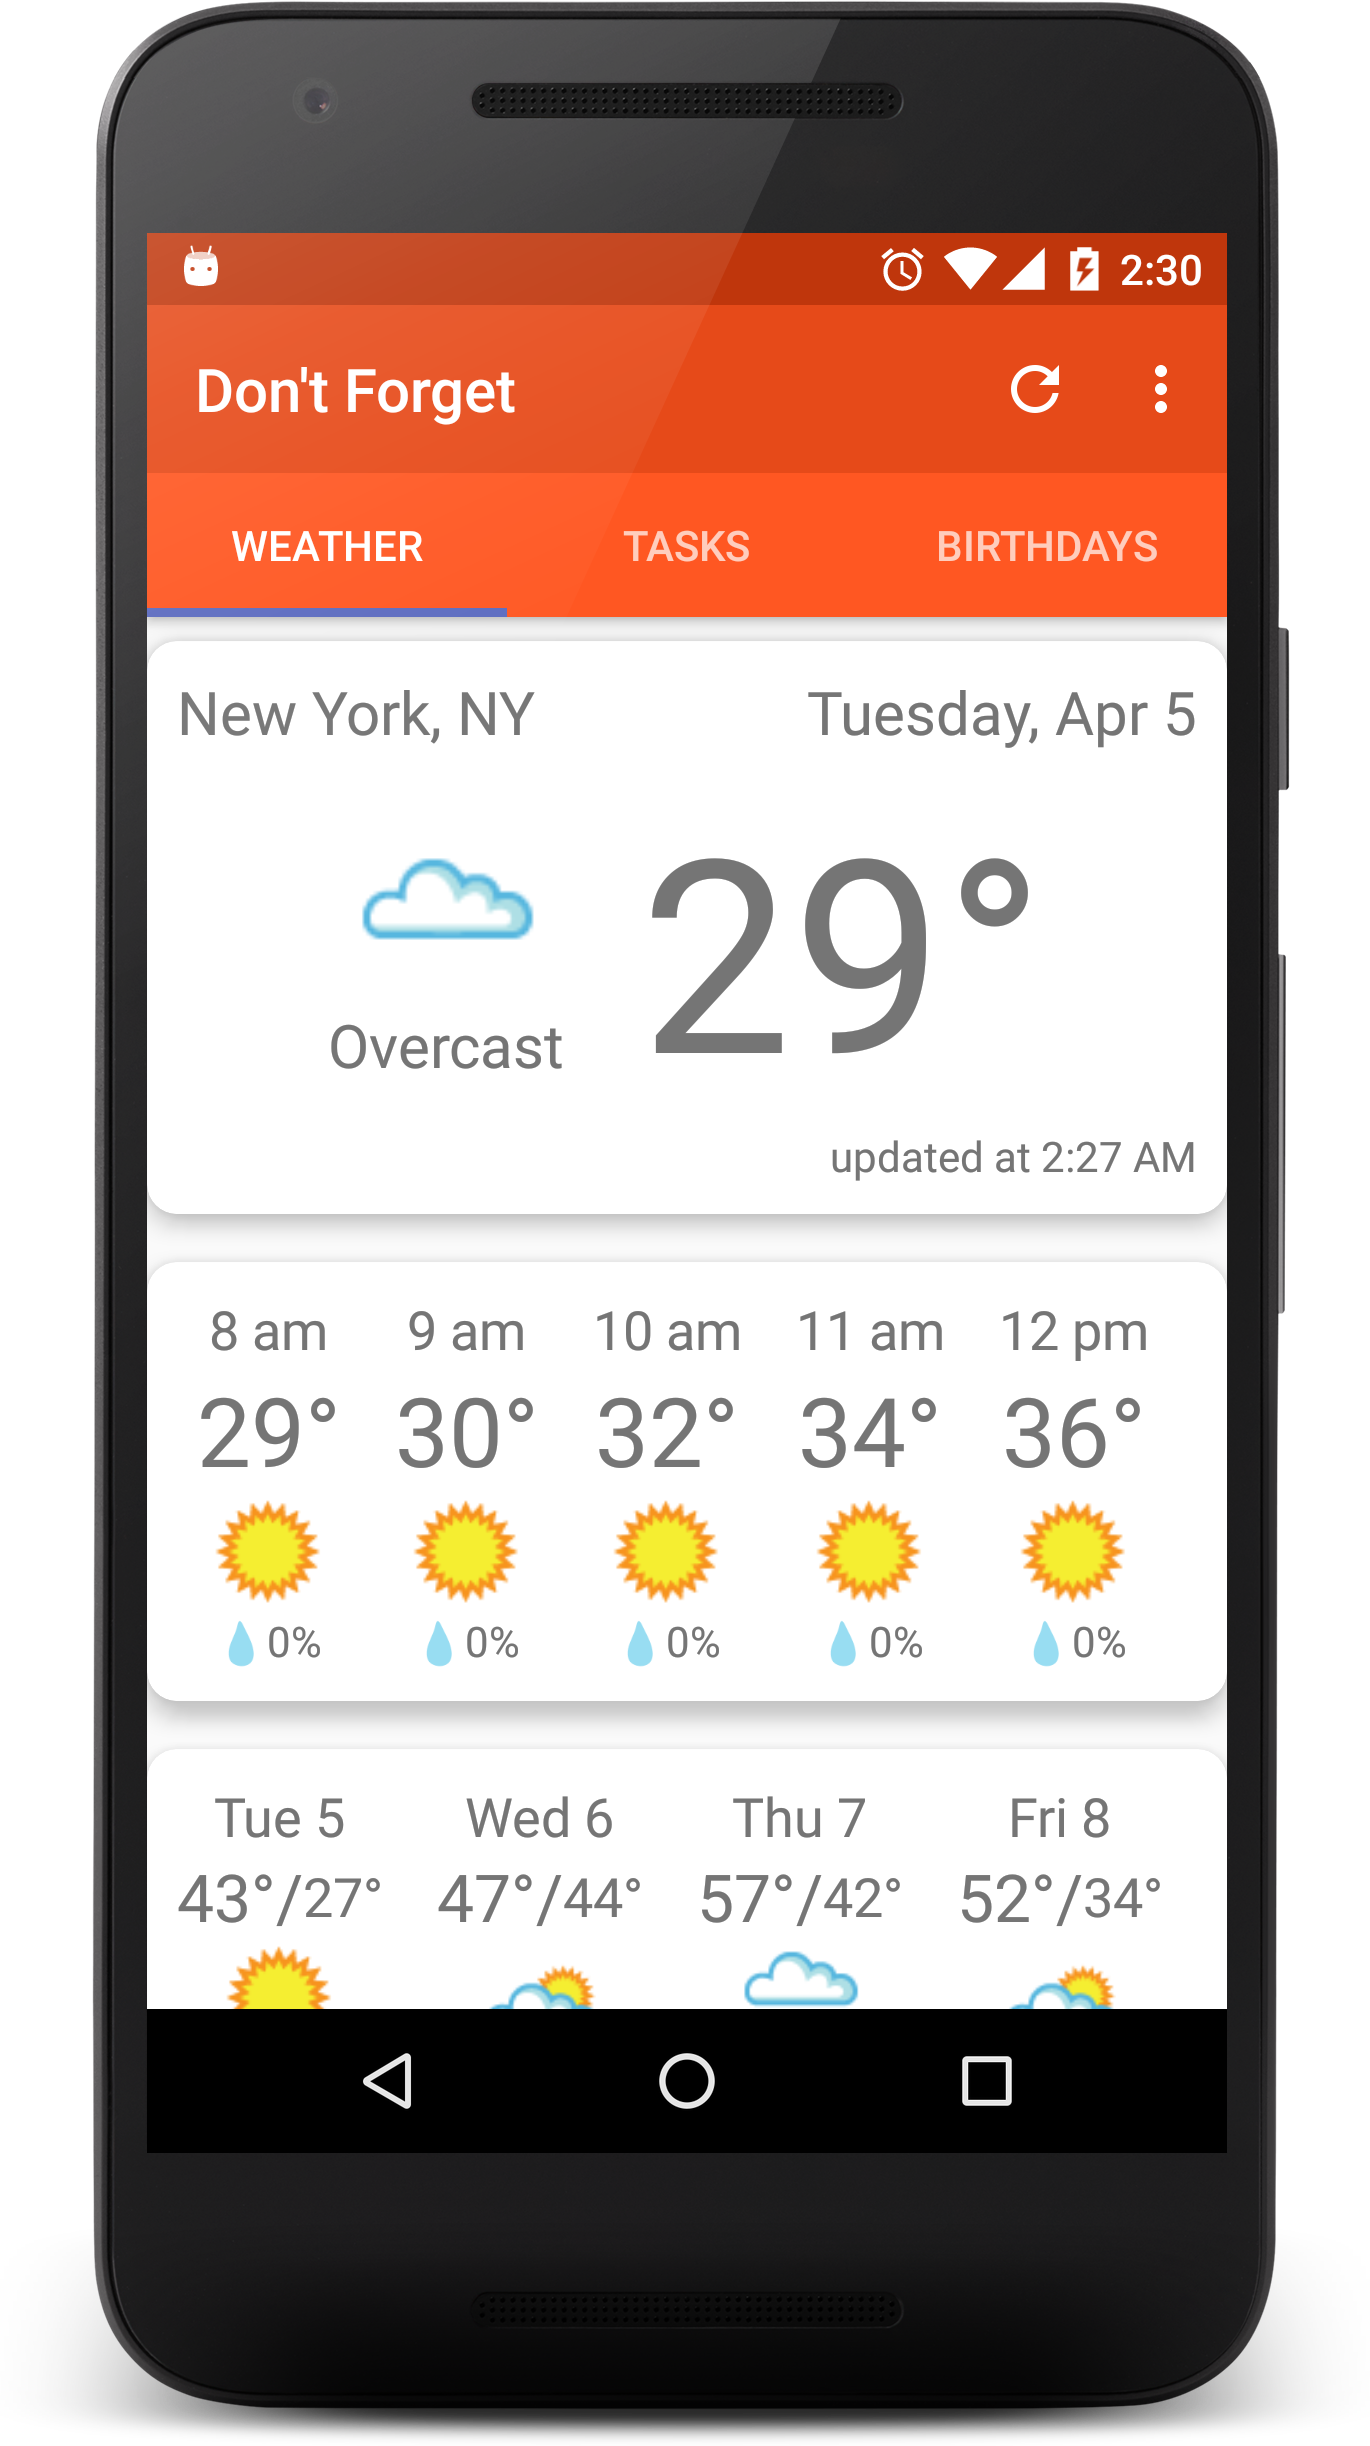 2:30
Don't Forget
WEATHER TASKS BIRTHDAYS
New York, NY Tuesday, Apr 5
29°
Overcast
updated at 2:27 AM
8 am 9 am 10 am 11 am 12 pm
29° 30° 32° 34° 36°
0% 0% 0% 0% 0%
Tue 5 Wed 6 Thu 7 Fri 8
43°/27° 47°/44° 57°/42° 52°/34°